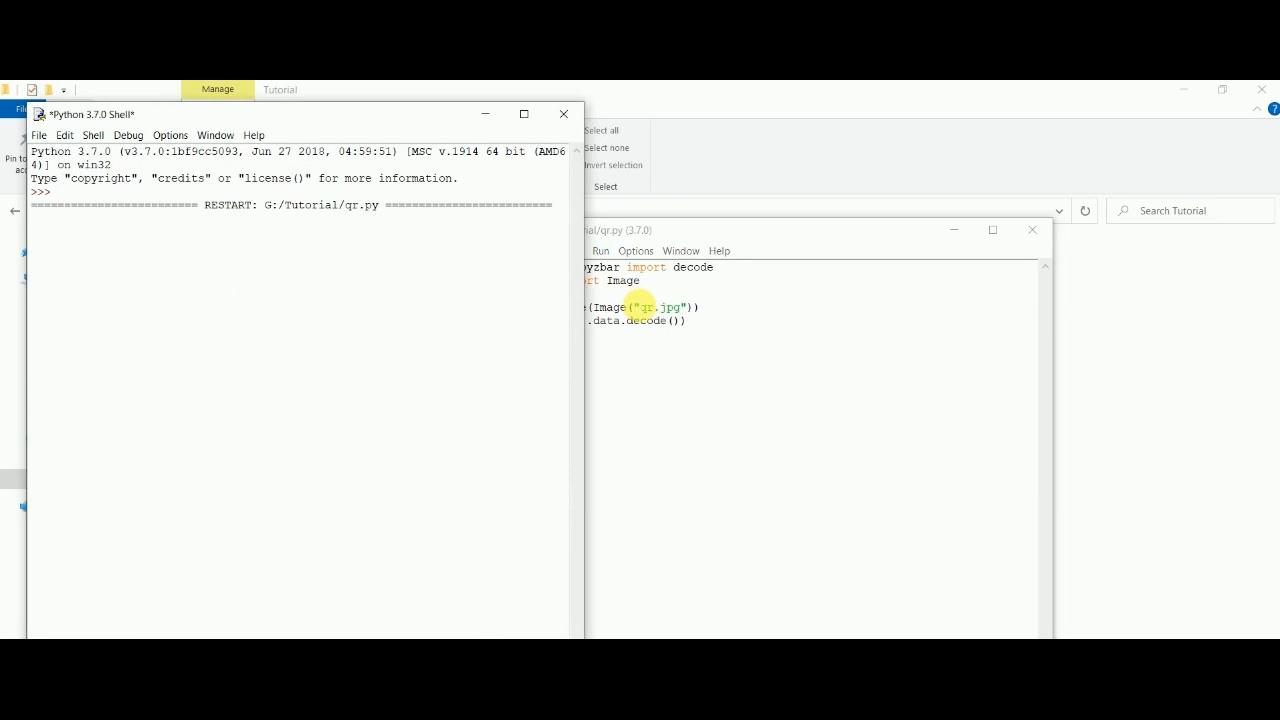 Manage
Tutorial
*Python 3.7.0 Shell*
File Edit Shell Debug Options Window Help
Python 3.7.0 (v3.7.0:1bf9cc5093, Jun 27 2018, 04:59:51) [MSC v.1914 64 bit (AMD6
4)] on win32
Type "copyright", "credits" or "license()" for more information.
>>>
========================= RESTART: G:/Tutorial/qr.py =========================
Pin to
Select all
Select none
Invert selection
Select
Search Tutorial
ial/qr.py (3.7.0)
Run Options Window Help
yzbar import decode
rt Image
e(Image("qr.jpg"))
.data.decode())